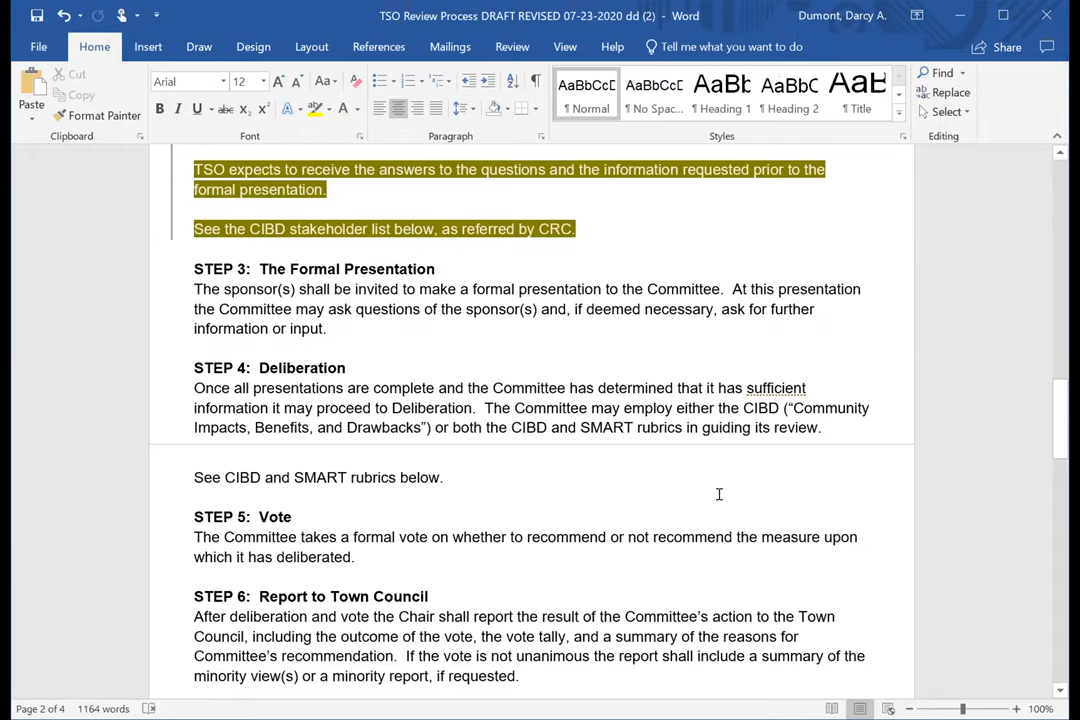 TSO Review Process DRAFT REVISED 07-23-2020 dd (2) - Word
Dumont, Darcy A.
File
Home
Insert
Draw
Design
Layout
References
Mailings
Review
View
Help
Tell me what you want to do
Share
Paste
Cut
Copy
Format Painter
Clipboard
Arial
12
Font
Paragraph
AaBbCcI
¶ Normal
AaBbCcI
¶ No Spac...
AaBbC
¶ Heading 1
AaBbC
¶ Heading 2
AaBbC
¶ Title
Styles
Find
Replace
Select
Editing
TSO expects to receive the answers to the questions and the information requested prior to the
formal presentation.
See the CIBD stakeholder list below, as referred by CRC.
STEP 3: The Formal Presentation
The sponsor(s) shall be invited to make a formal presentation to the Committee. At this presentation
the Committee may ask questions of the sponsor(s) and, if deemed necessary, ask for further
information or input.
STEP 4: Deliberation
Once all presentations are complete and the Committee has determined that it has sufficient
information it may proceed to Deliberation. The Committee may employ either the CIBD (“Community
Impacts, Benefits, and Drawbacks”) or both the CIBD and SMART rubrics in guiding its review.
See CIBD and SMART rubrics below.
STEP 5: Vote
The Committee takes a formal vote on whether to recommend or not recommend the measure upon
which it has deliberated.
STEP 6: Report to Town Council
After deliberation and vote the Chair shall report the result of the Committee’s action to the Town
Council, including the outcome of the vote, the vote tally, and a summary of the reasons for
Committee’s recommendation. If the vote is not unanimous the report shall include a summary of the
minority view(s) or a minority report, if requested.
Page 2 of 4
1164 words
100%